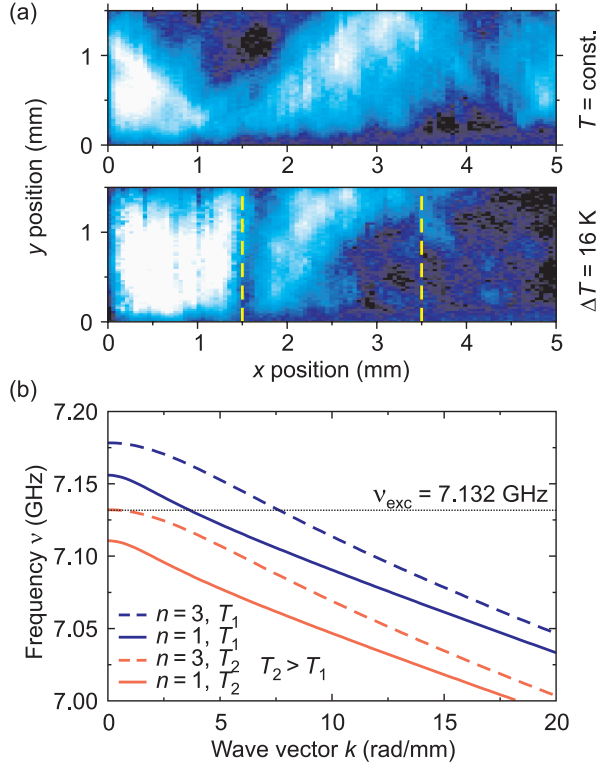 (a)
y position (mm)
1
0
0 1 2 3 4 5
T = const.
1
0
0 1 2 3 4 5
ΔT = 16 K
x position (mm)
(b)
Frequency ν (GHz)
7.20
7.15
7.10
7.05
7.00
ν_exc = 7.132 GHz
n = 3, T₁
n = 1, T₁
n = 3, T₂
n = 1, T₂
T₂ > T₁
0 5 10 15 20
Wave vector k (rad/mm)